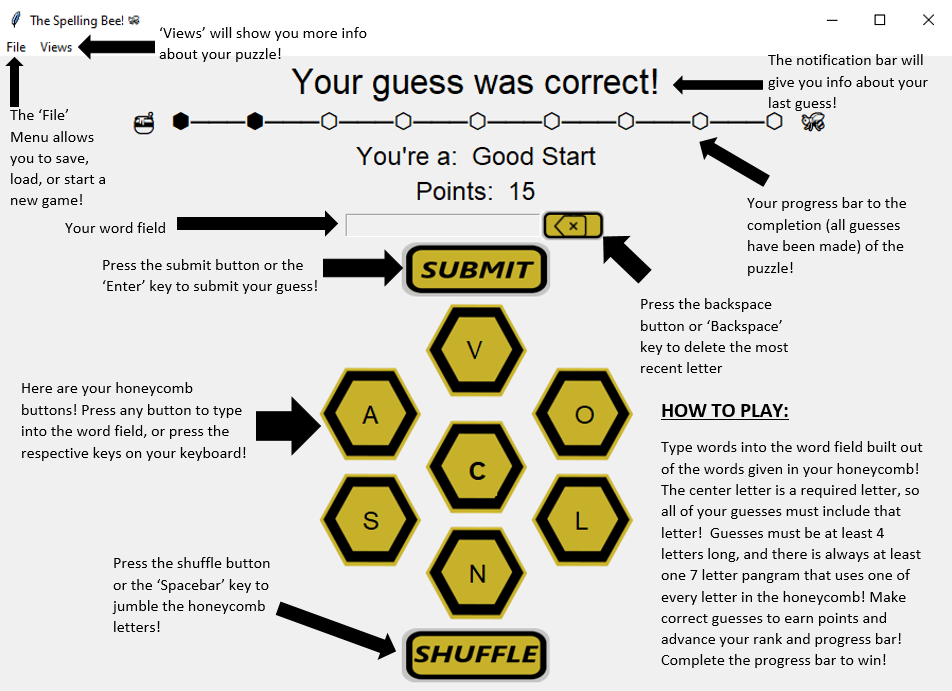 The Spelling Bee!
File Views
‘Views’ will show you more info
about your puzzle!
Your guess was correct!
The notification bar will
give you info about your
last guess!
The ‘File’
Menu allows
you to save,
load, or start a
new game!
You're a: Good Start
Points: 15
Your progress bar to the
completion (all guesses
have been made) of the
puzzle!
Your word field
Press the submit button or the
‘Enter’ key to submit your guess!
SUBMIT
Press the backspace
button or ‘Backspace’
key to delete the most
recent letter
Here are your honeycomb
buttons! Press any button to type
into the word field, or press the
respective keys on your keyboard!
V
A
O
C
S
L
N
HOW TO PLAY:
Type words into the word field built out
of the words given in your honeycomb!
The center letter is a required letter, so
all of your guesses must include that
letter! Guesses must be at least 4
letters long, and there is always at least
one 7 letter pangram that uses one of
every letter in the honeycomb! Make
correct guesses to earn points and
advance your rank and progress bar!
Complete the progress bar to win!
Press the shuffle button
or the ‘Spacebar’ key to
jumble the honeycomb
letters!
SHUFFLE